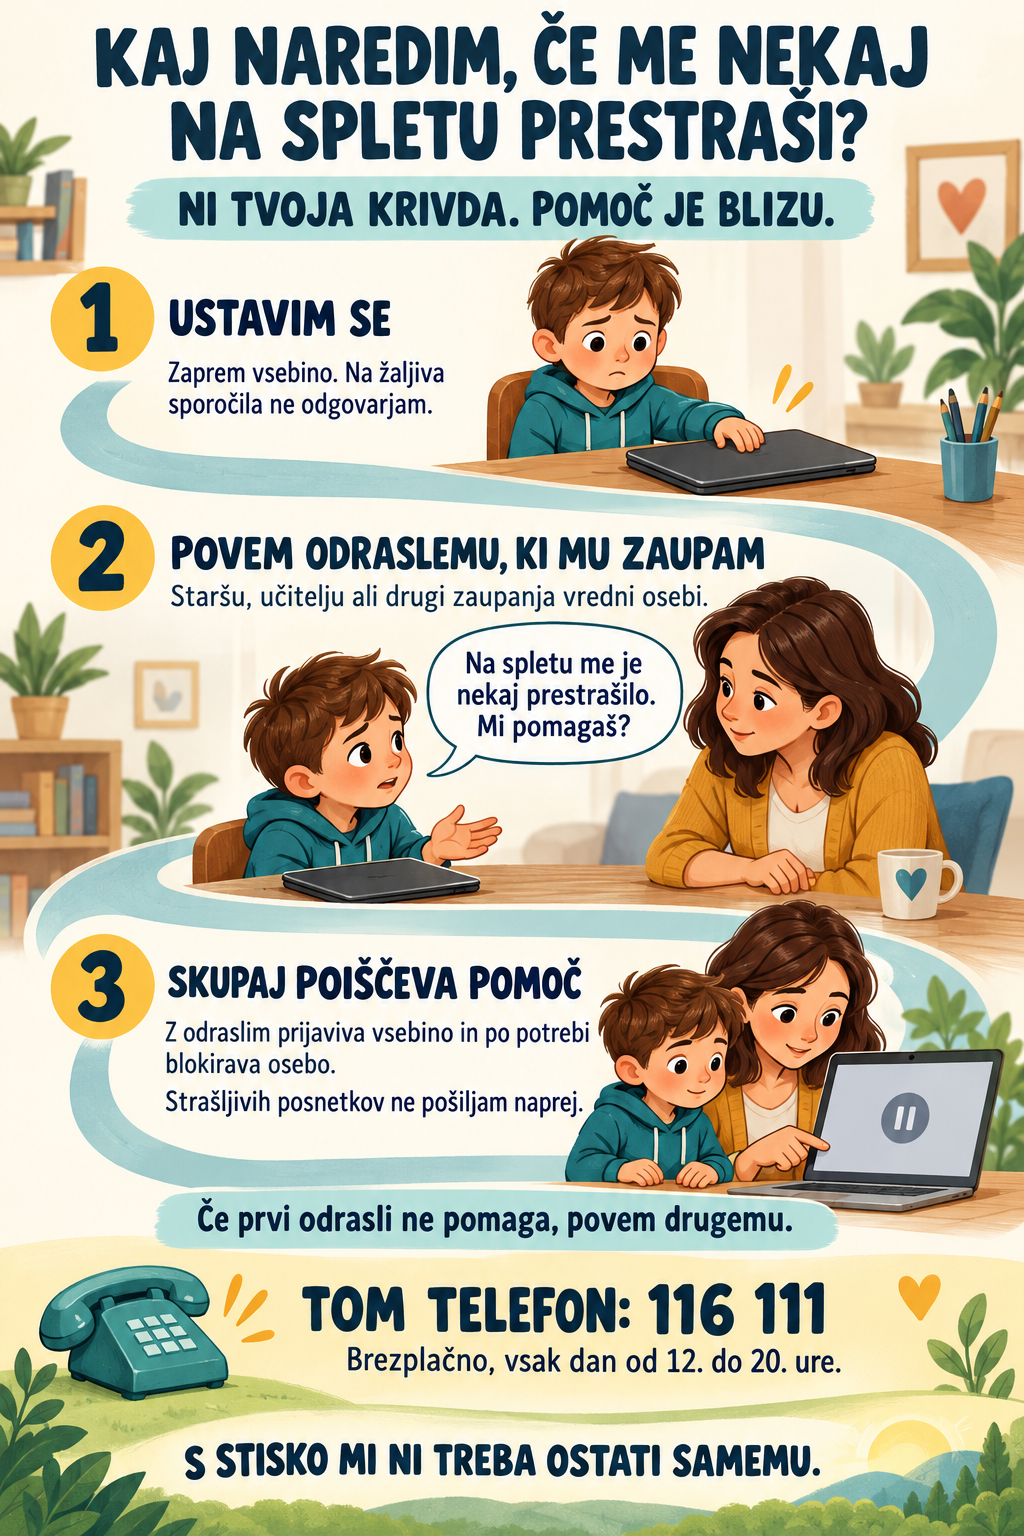 KAJ NAREDIM, ČE ME NEKAJ
NA SPLETU PRESTRAŠI?
NI TVOJA KRIVDA. POMOČ JE BLIZU.
1
USTAVIM SE
Zaprem vsebino. Na žaljiva
sporočila ne odgovarjam.
2
POVEM ODRASLEMU, KI MU ZAUPAM
Staršu, učitelju ali drugi zaupanja vredni osebi.
Na spletu me je
nekaj prestrašilo.
Mi pomagaš?
3
SKUPAJ POIŠČEVA POMOČ
Z odraslim prijaviva vsebino in po potrebi
blokirava osebo.
Strašljivih posnetkov ne pošiljam naprej.
Če prvi odrasli ne pomaga, povem drugemu.
TOM TELEFON: 116 111
Brezplačno, vsak dan od 12. do 20. ure.
S STISKO MI NI TREBA OSTATI SAMEMU.